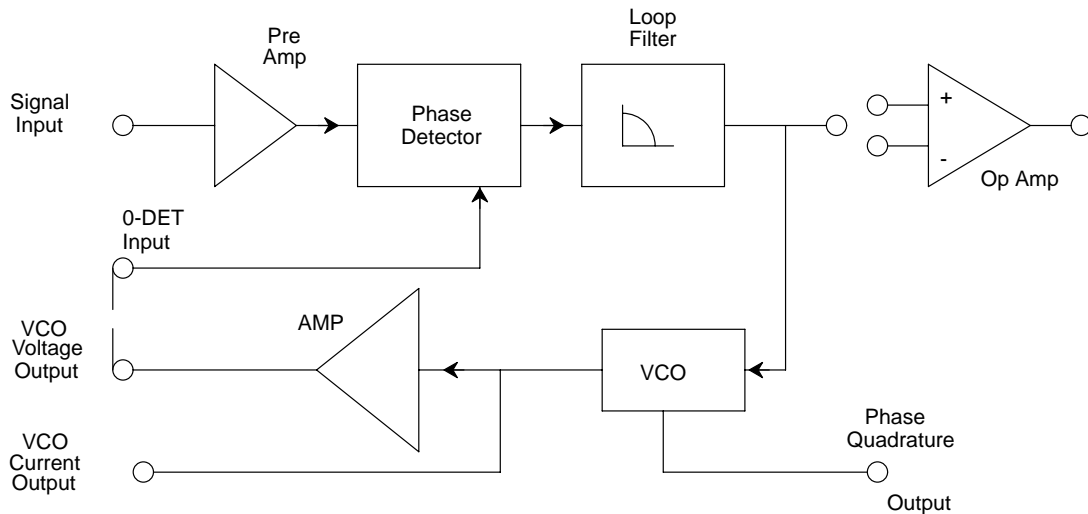 Loop
Filter
Pre
Amp
Signal
Input
Phase
Detector
+
-
Op Amp
0-DET
Input
AMP
VCO
Voltage
Output
VCO
Phase
Quadrature
VCO
Current
Output
Output